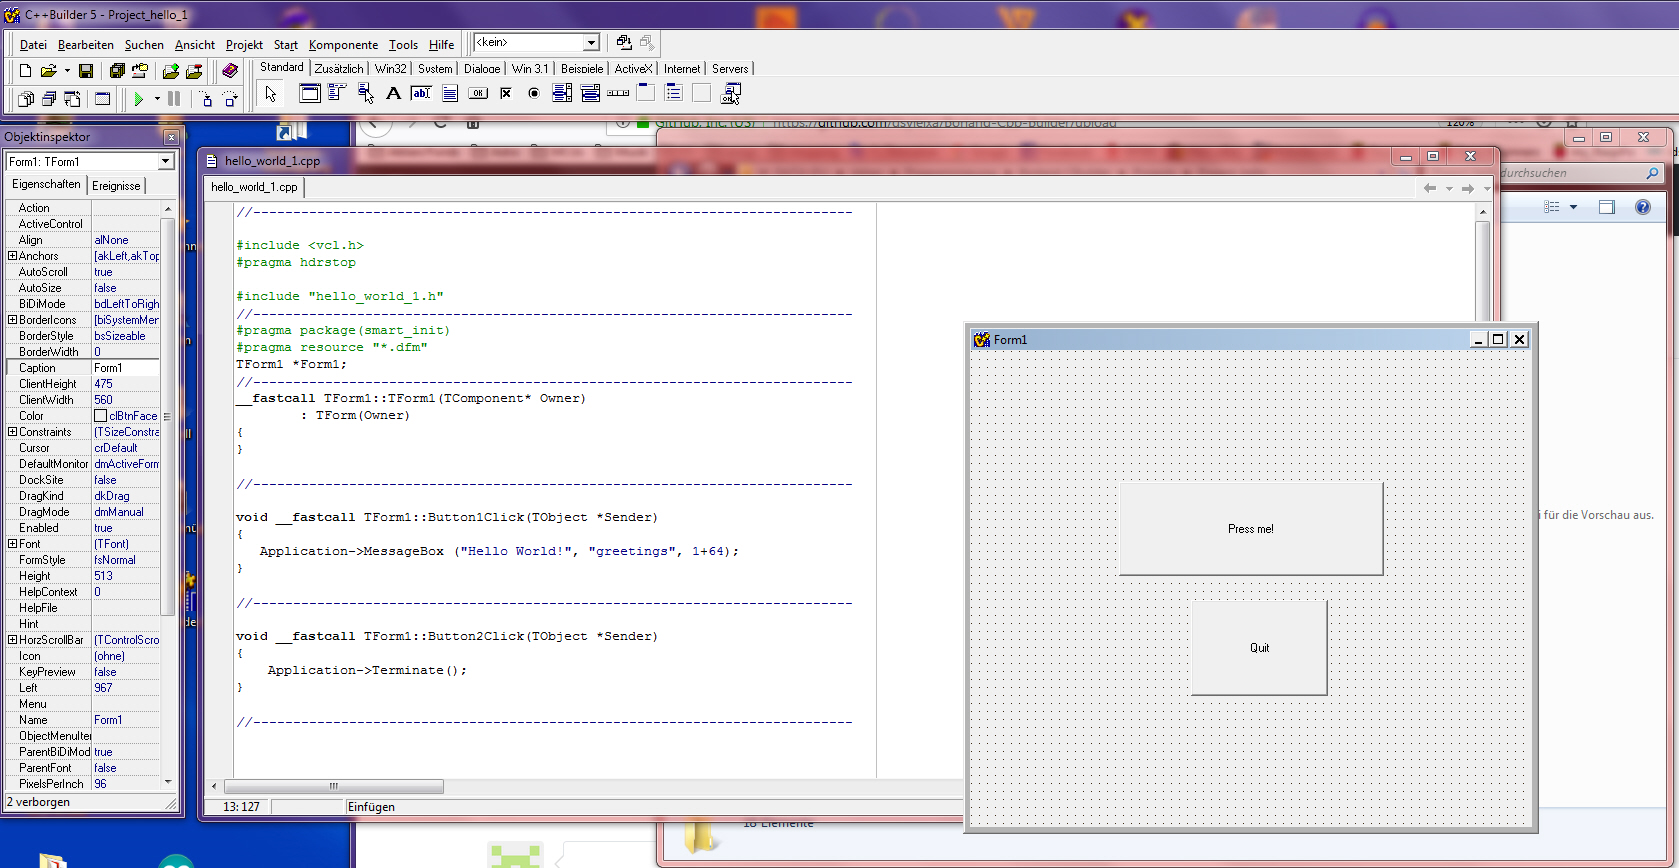 C++Builder 5 - Project_hello_1
Datei Bearbeiten Suchen Ansicht Projekt Start Komponente Tools Hilfe <kein>
Standard Zusätzlich Win32 System Dialoge Win 3.1 Beispiele ActiveX Internet Servers
Objektinspektor
Form1: TForm1
Eigenschaften Ereignisse
Action
ActiveControl
Align alNone
Anchors [akLeft,akTop
AutoScroll true
AutoSize false
BiDiMode bdLeftToRigh
BorderIcons [biSystemMen
BorderStyle bsSizeable
BorderWidth 0
Caption Form1
ClientHeight 475
ClientWidth 560
Color clBtnFace
Constraints (TSizeConstra
Cursor crDefault
DefaultMonitor dmActiveForm
DockSite false
DragKind dkDrag
DragMode dmManual
Enabled true
Font (TFont)
FormStyle fsNormal
Height 513
HelpContext 0
HelpFile
Hint
HorzScrollBar (TControlScro
Icon (ohne)
KeyPreview false
Left 967
Menu
Name Form1
ObjectMenuIter
ParentBiDiMod true
ParentFont false
PixelsPerInch 96
2 verborgen
hello_world_1.cpp
hello_world_1.cpp
//---------------------------------------------------------------------------
#include <vcl.h>
#pragma hdrstop
#include "hello_world_1.h"
//---------------------------------------------------------------------------
#pragma package(smart_init)
#pragma resource "*.dfm"
TForm1 *Form1;
//---------------------------------------------------------------------------
__fastcall TForm1::TForm1(TComponent* Owner)
: TForm(Owner)
{
}
//---------------------------------------------------------------------------
void __fastcall TForm1::Button1Click(TObject *Sender)
{
Application->MessageBox ("Hello World!", "greetings", 1+64);
}
//---------------------------------------------------------------------------
void __fastcall TForm1::Button2Click(TObject *Sender)
{
Application->Terminate();
}
//---------------------------------------------------------------------------
13: 127 Einfügen
Form1
Press me!
Quit
durchsuchen
i für die Vorschau aus.
18 Elemente